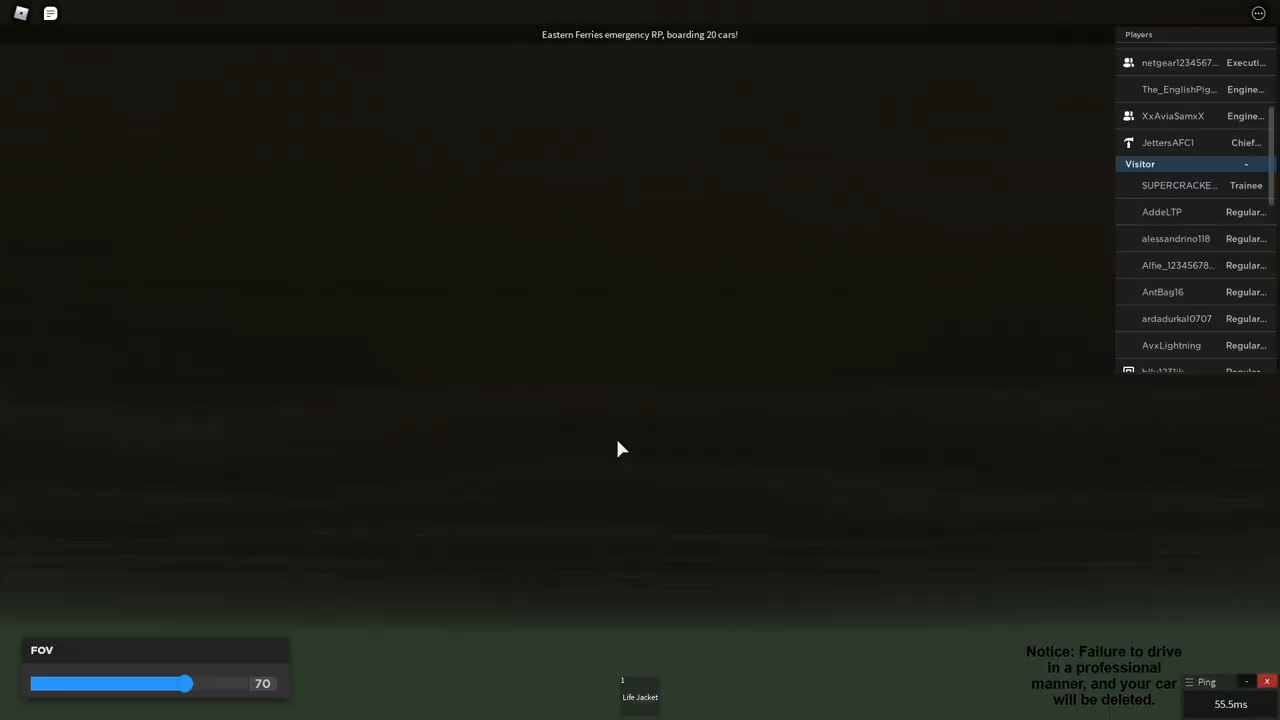 Eastern Ferries emergency RP, boarding 20 cars!
Players
netgear1234567... Executi...
The_EnglishPig... Engine...
XxAviaSamxX Engine...
JettersAFC1 Chief...
Visitor -
SUPERCRACKE... Trainee
AddeLTP Regular...
alessandrino118 Regular...
Alfie_12345678... Regular...
AntBag16 Regular...
ardadurkal0707 Regular...
AvxLightning Regular...
Regular...
FOV
70
1
Life Jacket
Notice: Failure to drive
in a professional
manner, and your car
will be deleted.
Ping - x
55.5ms